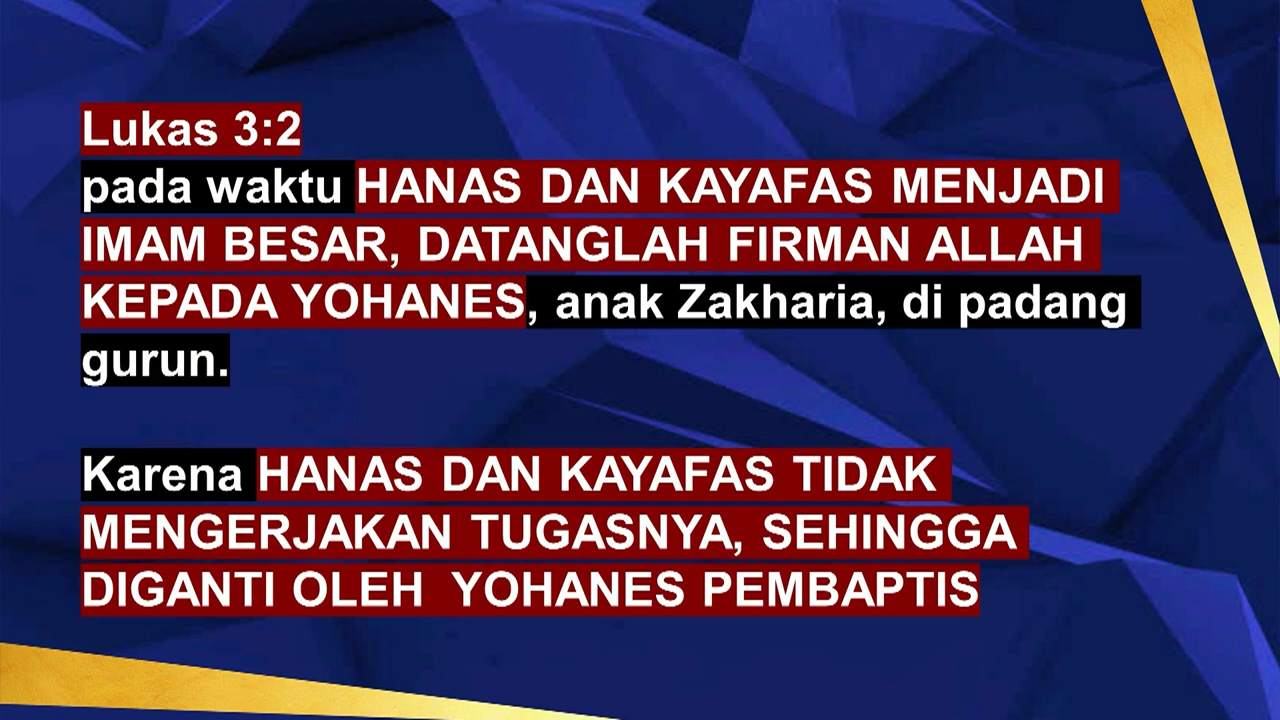 Lukas 3:2
pada waktu HANAS DAN KAYAFAS MENJADI
IMAM BESAR, DATANGLAH FIRMAN ALLAH
KEPADA YOHANES, anak Zakharia, di padang
gurun.
Karena HANAS DAN KAYAFAS TIDAK
MENGERJAKAN TUGASNYA, SEHINGGA
DIGANTI OLEH  YOHANES PEMBAPTIS